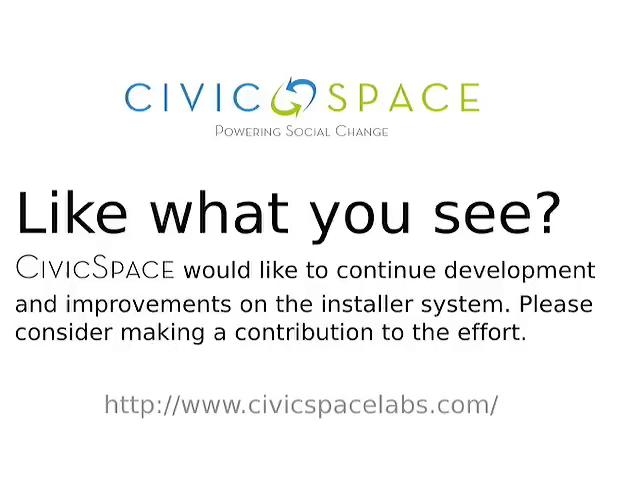 CIVIC SPACE
POWERING SOCIAL CHANGE
Like what you see?
CIVICSPACE would like to continue development
and improvements on the installer system. Please
consider making a contribution to the effort.
http://www.civicspacelabs.com/